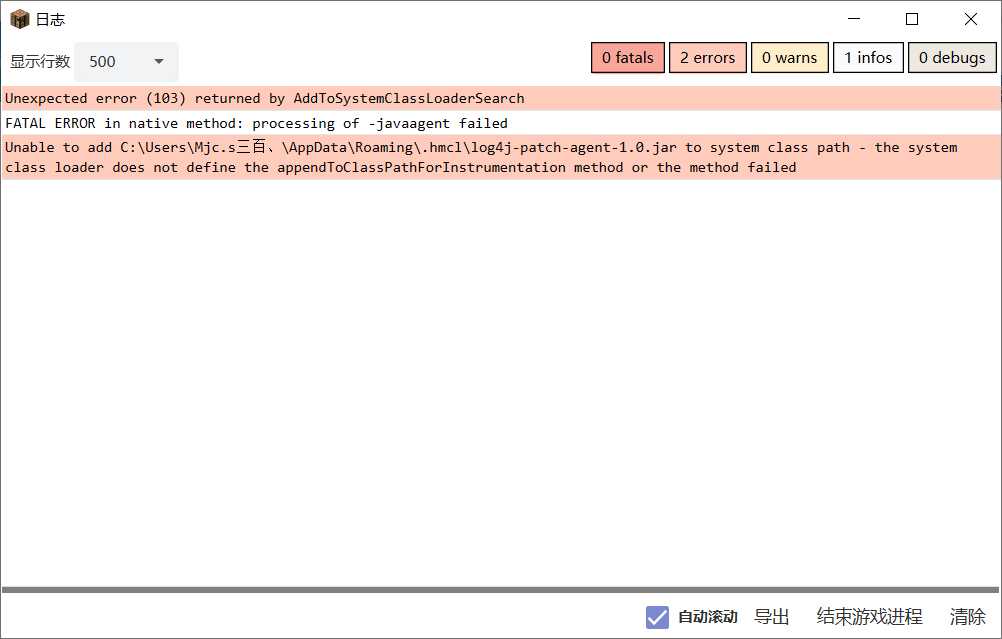 日志
显示行数 500 0 fatals 2 errors 0 warns 1 infos 0 debugs
Unexpected error (103) returned by AddToSystemClassLoaderSearch
FATAL ERROR in native method: processing of -javaagent failed
Unable to add C:\Users\Mjc.s三百、\AppData\Roaming\.hmcl\log4j-patch-agent-1.0.jar to system class path - the system
class loader does not define the appendToClassPathForInstrumentation method or the method failed
自动滚动 导出 结束游戏进程 清除